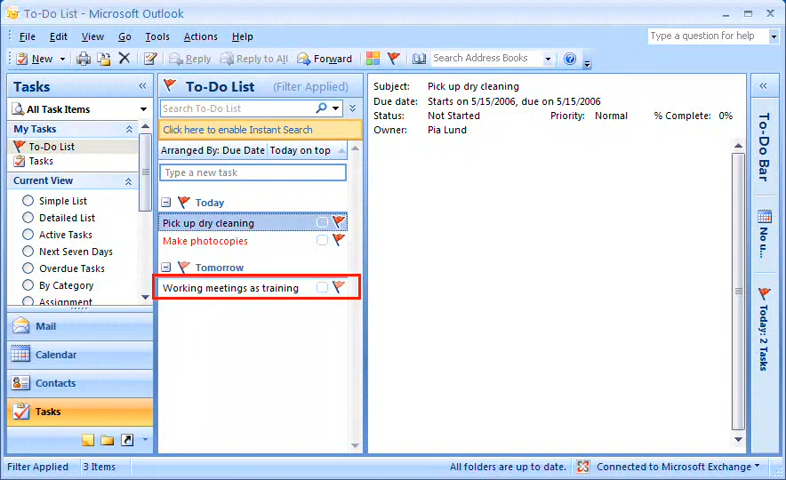 To-Do List - Microsoft Outlook
File Edit View Go Tools Actions Help
Type a question for help
New Reply Reply to All Forward Search Address Books
Tasks
All Task Items
My Tasks
To-Do List
Tasks
Current View
Simple List
Detailed List
Active Tasks
Next Seven Days
Overdue Tasks
By Category
Assignment
Mail
Calendar
Contacts
Tasks
To-Do List (Filter Applied)
Search To-Do List
Click here to enable Instant Search
Arranged By: Due Date Today on top
Type a new task
Today
Pick up dry cleaning
Make photocopies
Tomorrow
Working meetings as training
Subject: Pick up dry cleaning
Due date: Starts on 5/15/2006, due on 5/15/2006
Status: Not Started Priority: Normal % Complete: 0%
Owner: Pia Lund
To-Do Bar
No u...
Today: 2 Tasks
Filter Applied 3 Items
All folders are up to date. Connected to Microsoft Exchange